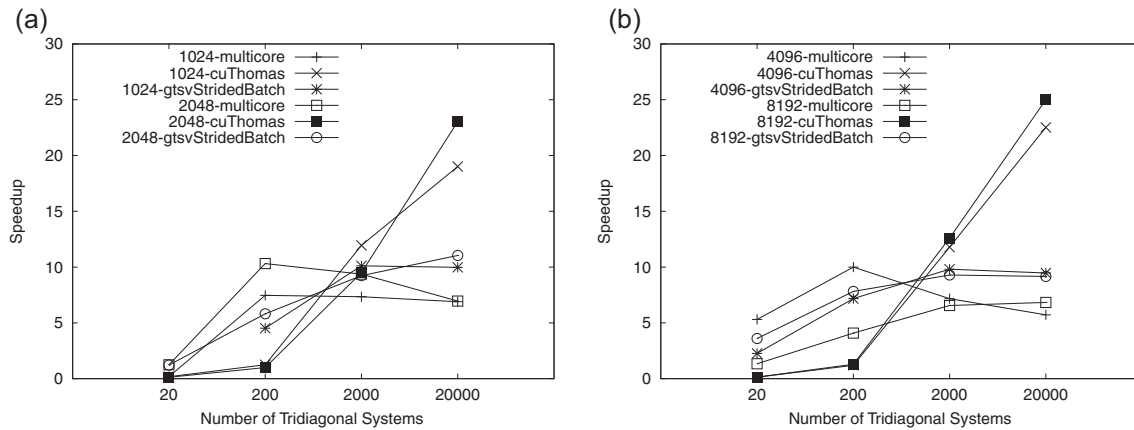 (a)
30
25
20
15
10
5
0
Speedup
1024-multicore
1024-cuThomas
1024-gtsvStridedBatch
2048-multicore
2048-cuThomas
2048-gtsvStridedBatch
20 200 2000 20000
Number of Tridiagonal Systems
(b)
30
25
20
15
10
5
0
Speedup
4096-multicore
4096-cuThomas
4096-gtsvStridedBatch
8192-multicore
8192-cuThomas
8192-gtsvStridedBatch
20 200 2000 20000
Number of Tridiagonal Systems